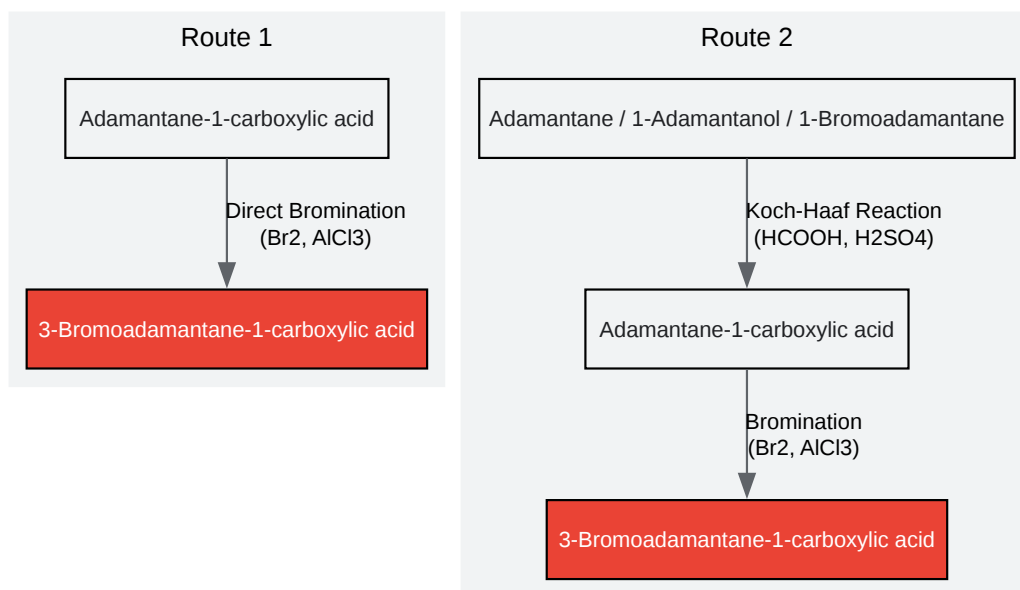 Route 1
Adamantane-1-carboxylic acid
Direct Bromination
(Br2, AlCl3)
3-Bromoadamantane-1-carboxylic acid
Route 2
Adamantane / 1-Adamantanol / 1-Bromoadamantane
Koch-Haaf Reaction
(HCOOH, H2SO4)
Adamantane-1-carboxylic acid
Bromination
(Br2, AlCl3)
3-Bromoadamantane-1-carboxylic acid